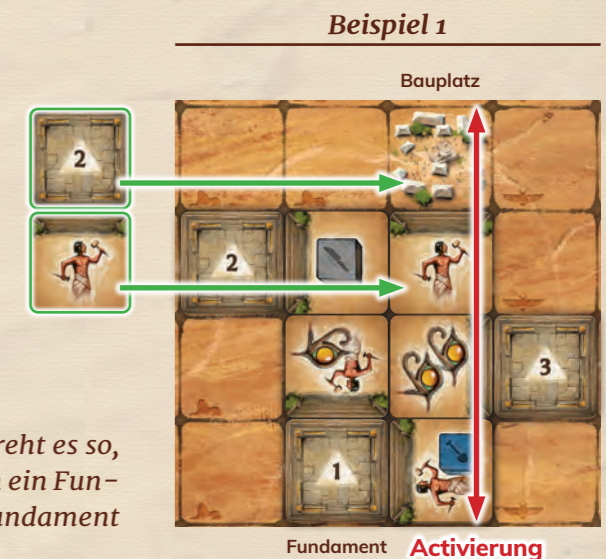 Beispiel 1
Bauplatz
2
2
3
1
reht es so,
ein Fun-
undament
Fundament
Activierung